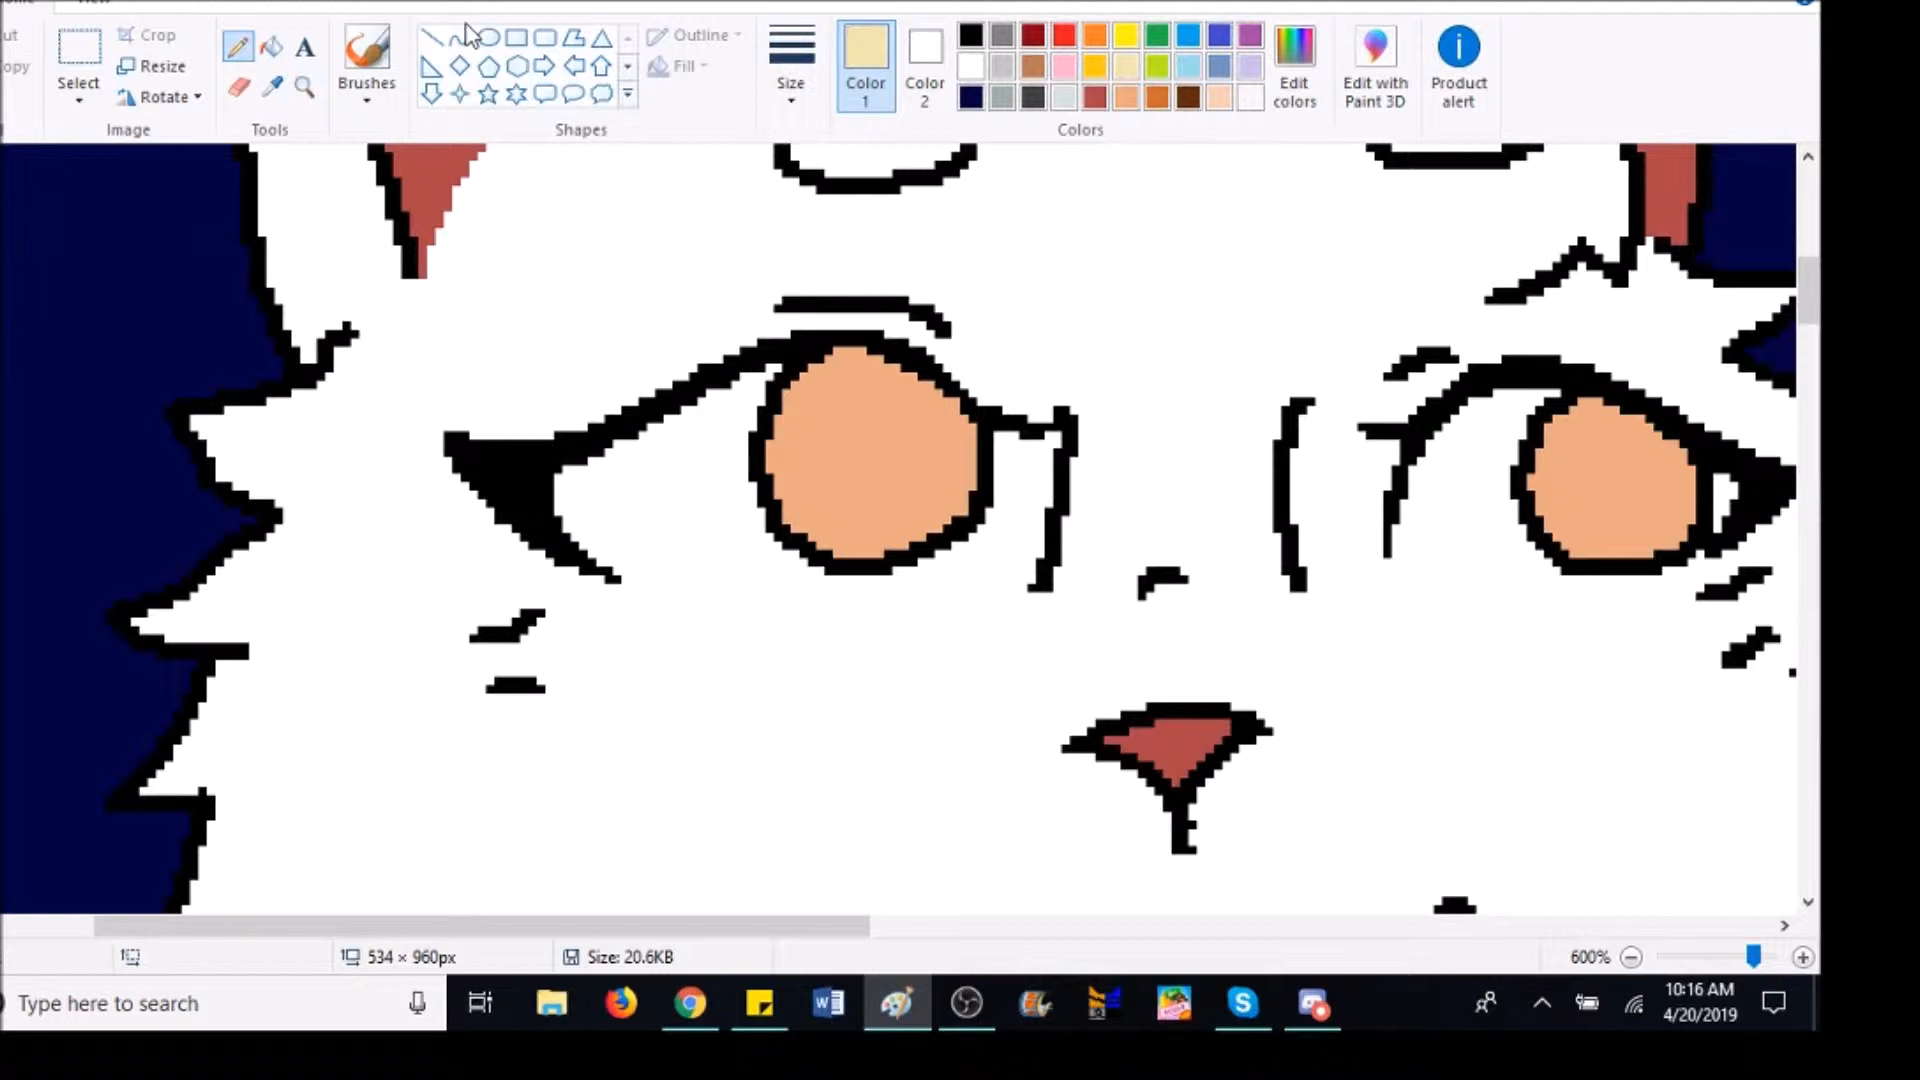 ut
opy
Select
Crop
Resize
Rotate
Image
A
Tools
Brushes
Shapes
Outline
Fill
Size
Color
1
Color
2
Colors
Edit
colors
Edit with
Paint 3D
Product
alert
534 × 960px
Size: 20.6KB
600%
Type here to search
10:16 AM
4/20/2019